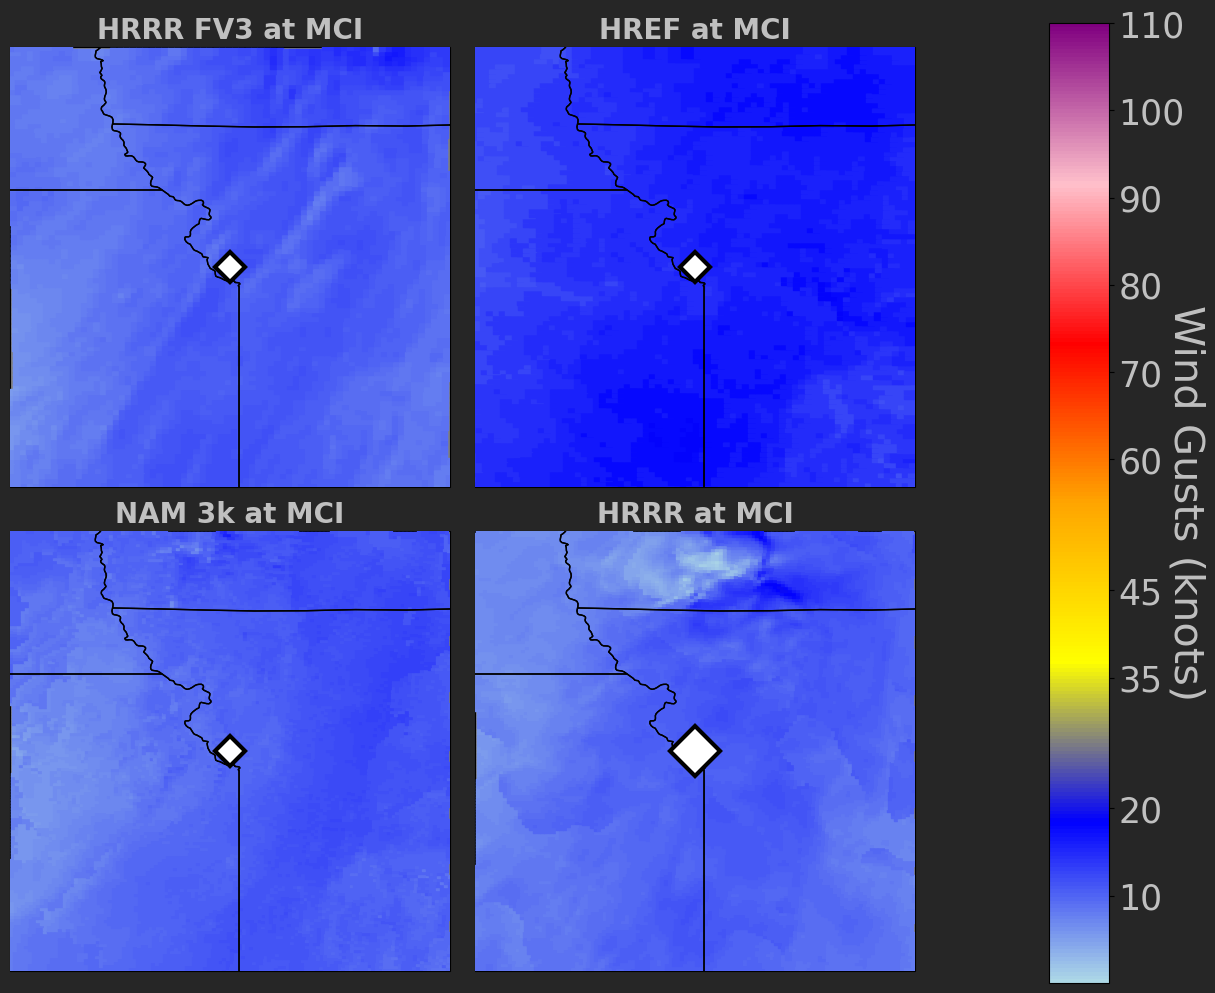 HRRR FV3 at MCI
HREF at MCI
NAM 3k at MCI
HRRR at MCI
110
100
90
80
70
60
45
35
20
10
Wind Gusts (knots)